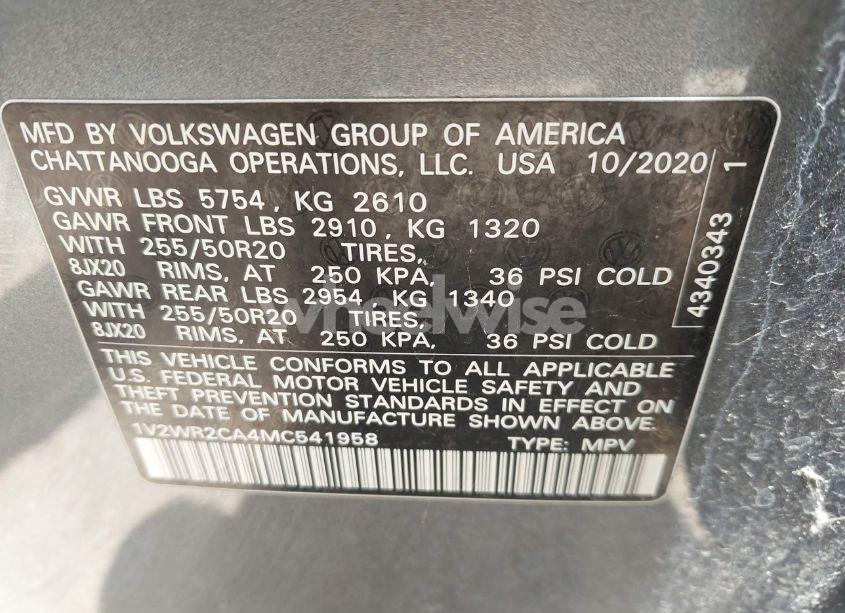 MFD BY VOLKSWAGEN GROUP OF AMERICA
CHATTANOOGA OPERATIONS, LLC. USA 10/2020
GVWR LBS 5754, KG 2610
GAWR FRONT LBS 2910, KG 1320
WITH 255/50R20 TIRES,
8JX20 RIMS, AT 250 KPA, 36 PSI COLD
GAWR REAR LBS 2954, KG 1340
WITH 255/50R20 TIRES,
8JX20 RIMS, AT 250 KPA, 36 PSI COLD
THIS VEHICLE CONFORMS TO ALL APPLICABLE
U.S. FEDERAL MOTOR VEHICLE SAFETY AND
THEFT PREVENTION STANDARDS IN EFFECT ON
THE DATE OF MANUFACTURE SHOWN ABOVE.
1V2WR2CA4MC541958 TYPE: MPV
4340343 1